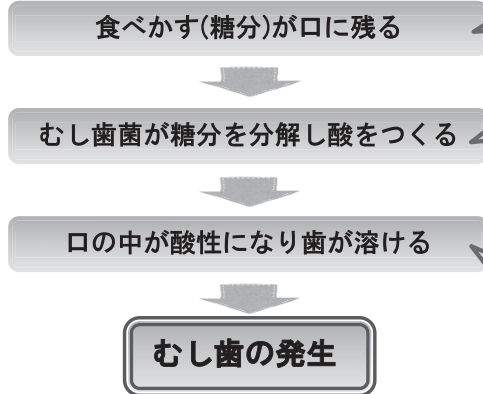 食べかす(糖分)が口に残る
むし歯菌が糖分を分解し酸をつくる
口の中が酸性になり歯が溶ける
むし歯の発生